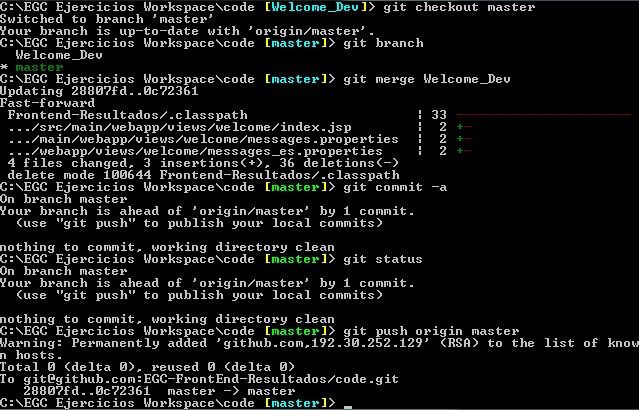 C:\EGC Ejercicios Workspace\code [Welcome_Dev]> git checkout master
Switched to branch 'master'
Your branch is up-to-date with 'origin/master'.
C:\EGC Ejercicios Workspace\code [master]> git branch
  Welcome_Dev
* master
C:\EGC Ejercicios Workspace\code [master]> git merge Welcome_Dev
Updating 28807fd..0c72361
Fast-forward
 Frontend-Resultados/.classpath                     | 33 ---------------------------------
 .../src/main/webapp/views/welcome/index.jsp        |  2 +-
 .../main/webapp/views/welcome/messages.properties  |  2 +-
 .../webapp/views/welcome/messages_es.properties    |  2 +-
 4 files changed, 3 insertions(+), 36 deletions(-)
 delete mode 100644 Frontend-Resultados/.classpath
C:\EGC Ejercicios Workspace\code [master]> git commit -a
On branch master
Your branch is ahead of 'origin/master' by 1 commit.
  (use "git push" to publish your local commits)

nothing to commit, working directory clean
C:\EGC Ejercicios Workspace\code [master]> git status
On branch master
Your branch is ahead of 'origin/master' by 1 commit.
  (use "git push" to publish your local commits)

nothing to commit, working directory clean
C:\EGC Ejercicios Workspace\code [master]> git push origin master
Warning: Permanently added 'github.com,192.30.252.129' (RSA) to the list of know
n hosts.
Total 0 (delta 0), reused 0 (delta 0)
To git@github.com:EGC-FrontEnd-Resultados/code.git
   28807fd..0c72361  master -> master
C:\EGC Ejercicios Workspace\code [master]> _